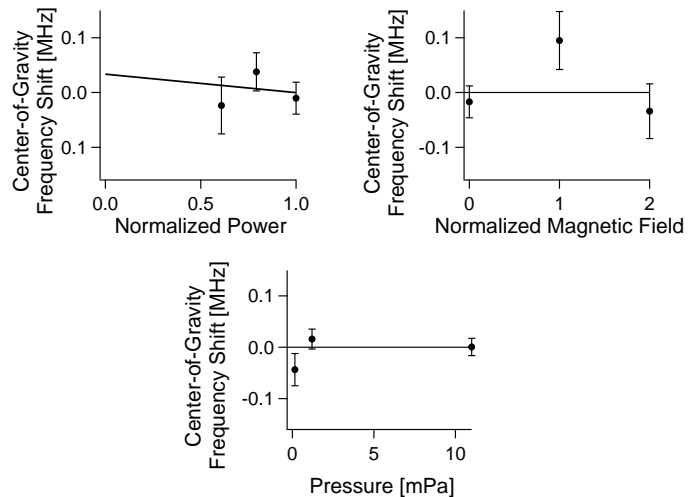 Center-of-Gravity
Frequency Shift [MHz]
0.1
0.0
0.1
0.0
0.5
1.0
Normalized Power
Center-of-Gravity
Frequency Shift [MHz]
0.1
0.0
-0.1
0
1
2
Normalized Magnetic Field
Center-of-Gravity
Frequency Shift [MHz]
0.1
0.0
-0.1
0
5
10
Pressure [mPa]